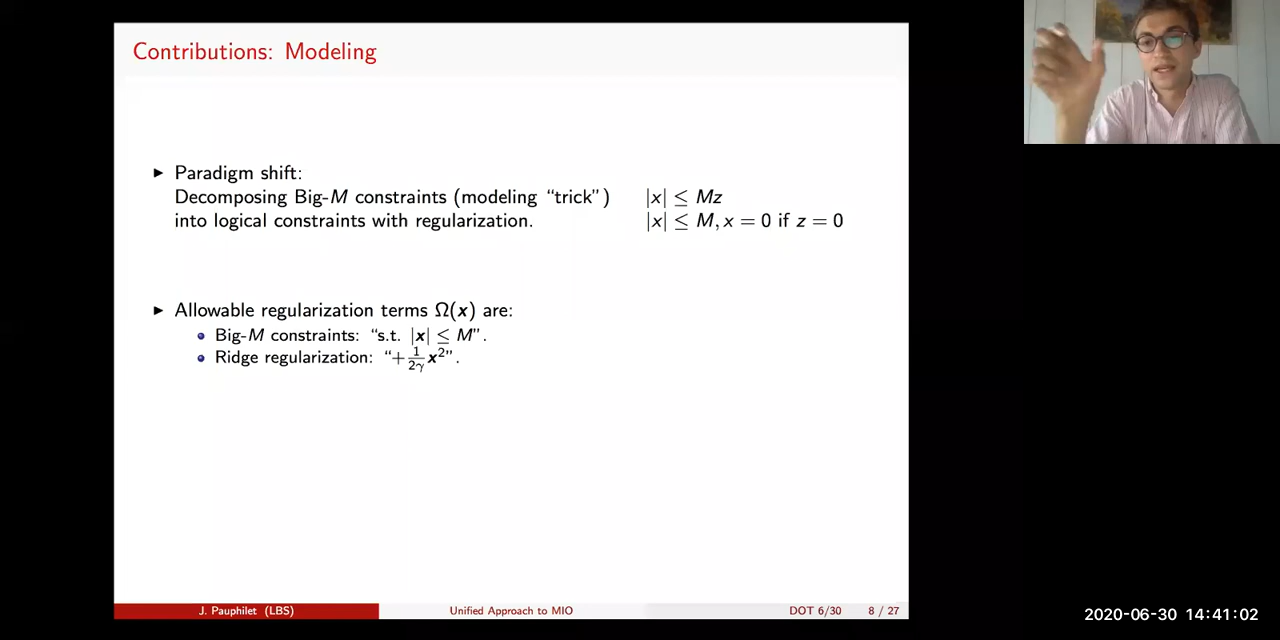 Contributions: Modeling
▶ Paradigm shift:
Decomposing Big-M constraints (modeling “trick”) |x| ≤ Mz
into logical constraints with regularization. |x| ≤ M, x = 0 if z = 0
▶ Allowable regularization terms Ω(x) are:
• Big-M constraints: “s.t. |x| ≤ M”.
• Ridge regularization: “+ 1/2γ x²”.
J. Pauphilet (LBS) Unified Approach to MIO DOT 6/30 8 / 27
2020-06-30 14:41:02